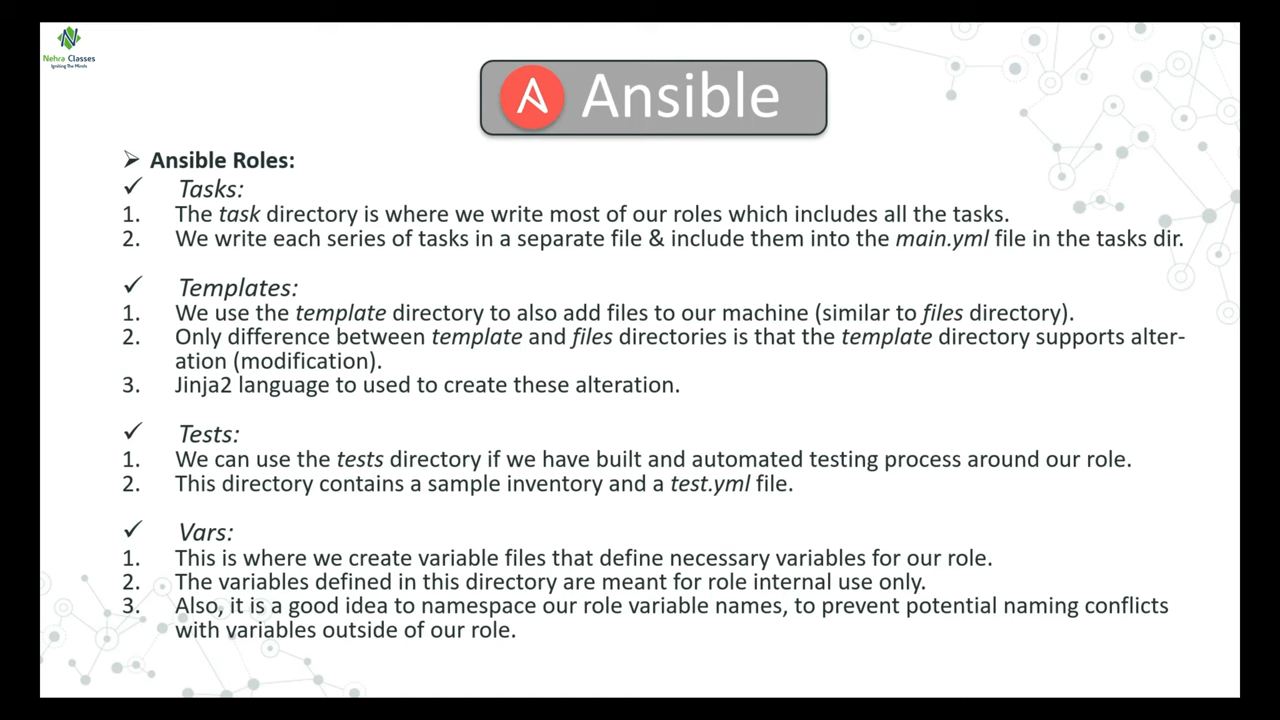 Nehra Classes
Igniting The Minds
Ansible
➢ Ansible Roles:
✓ Tasks:
1. The task directory is where we write most of our roles which includes all the tasks.
2. We write each series of tasks in a separate file & include them into the main.yml file in the tasks dir.
✓ Templates:
1. We use the template directory to also add files to our machine (similar to files directory).
2. Only difference between template and files directories is that the template directory supports alter-
ation (modification).
3. Jinja2 language to used to create these alteration.
✓ Tests:
1. We can use the tests directory if we have built and automated testing process around our role.
2. This directory contains a sample inventory and a test.yml file.
✓ Vars:
1. This is where we create variable files that define necessary variables for our role.
2. The variables defined in this directory are meant for role internal use only.
3. Also, it is a good idea to namespace our role variable names, to prevent potential naming conflicts
with variables outside of our role.